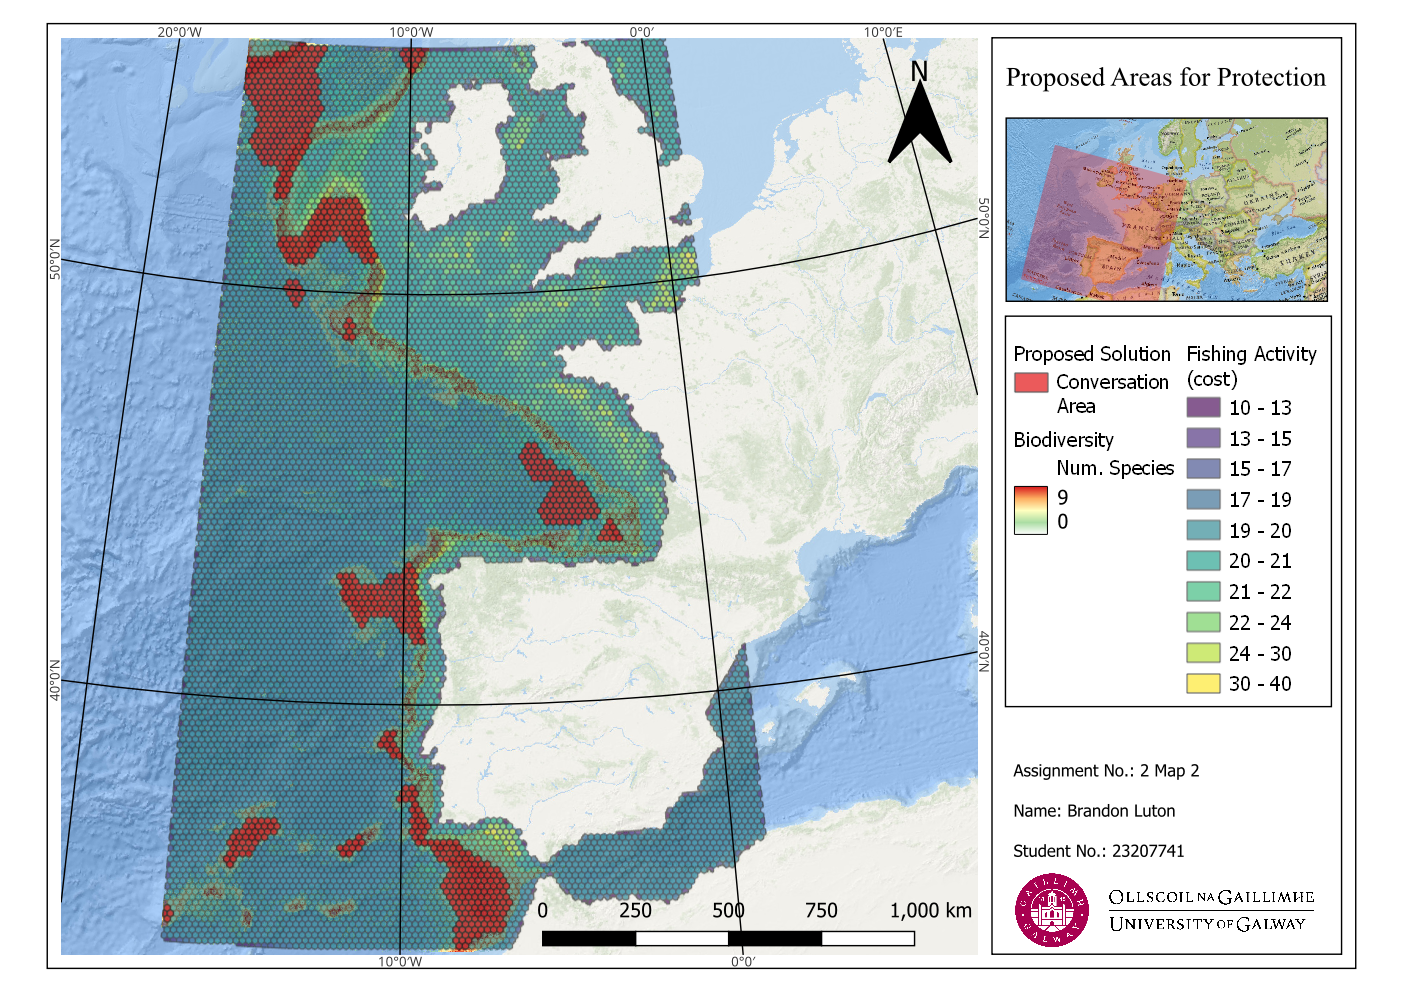 20°0'W
10°0'W
0°0'
10°0'E
50°0'N
50°0'N
40°0'N
40°0'N
10°0'W
0°0'
N
0 250 500 750 1,000 km
Proposed Areas for Protection
FRANCE
SPAIN
UKRAINE
TURKEY
Proposed Solution
Conversation
Area
Biodiversity
Num. Species
9
0
Fishing Activity
(cost)
10 - 13
13 - 15
15 - 17
17 - 19
19 - 20
20 - 21
21 - 22
22 - 24
24 - 30
30 - 40
Assignment No.: 2 Map 2
Name: Brandon Luton
Student No.: 23207741
OLLSCOIL NA GAILLIMHE
UNIVERSITY OF GALWAY